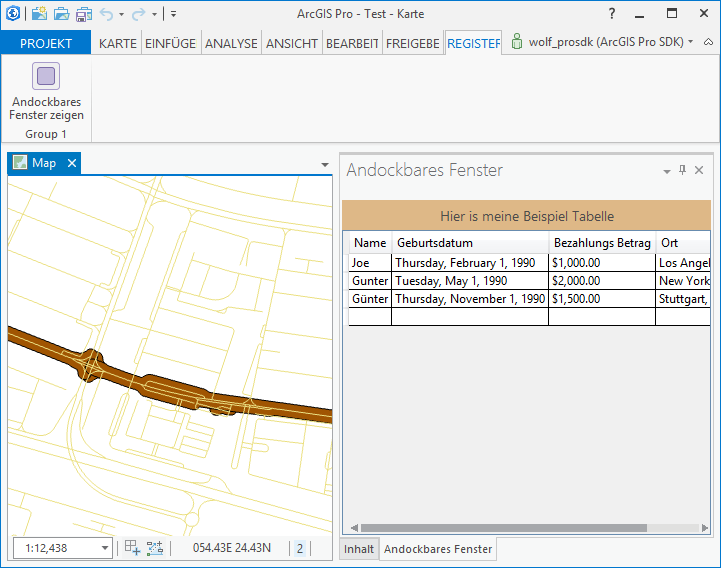 ArcGIS Pro - Test - Karte
PROJEKT KARTE EINFÜGE ANALYSE ANSICHT BEARBEIT FREIGEBE REGISTER wolf_prosdk (ArcGIS Pro SDK)
Andockbares
Fenster zeigen
Group 1
Map
Andockbares Fenster
Hier is meine Beispiel Tabelle
Name Geburtsdatum Bezahlungs Betrag Ort
Joe Thursday, February 1, 1990 $1,000.00 Los Angel
Gunter Tuesday, May 1, 1990 $2,000.00 New York
Günter Thursday, November 1, 1990 $1,500.00 Stuttgart,
1:12,438 054.43E 24.43N 2
Inhalt Andockbares Fenster